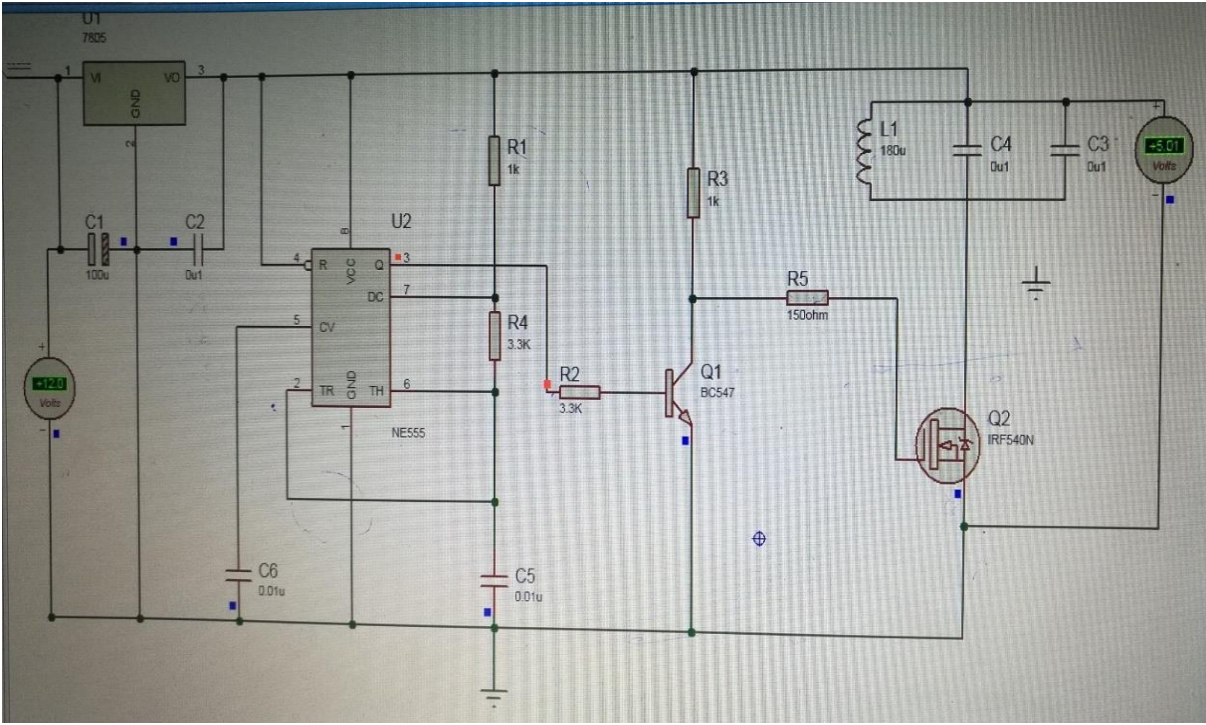 U1
7805
1
VI
VO
3
GND
2
C1
100u
C2
0u1
+12.0
Volts
U2
4
R
VCC
8
Q
3
DC
7
5
CV
2
TR
GND
TH
6
1
NE555
R1
1k
R4
3.3K
R2
3.3K
C6
0.01u
C5
0.01u
R3
1k
Q1
BC547
R5
150ohm
L1
180u
C4
0u1
C3
0u1
+5.01
Volts
Q2
IRF540N